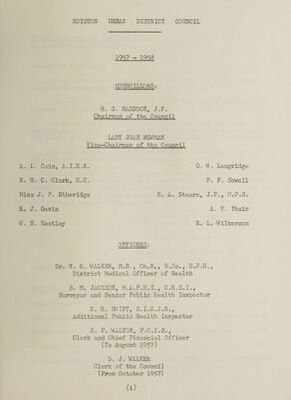 ROYSTON URBAN DISTRICT COUNCIL
1957 - 1958
COUNCILLORS:
H. G. HADDOCK, J.P.
Chairman of the Council
LADY JOAN NEWMAN
Vice-Chairman of the Council
A. L. Cain, A.I.E.E. G. W. Langridge
R. H. C. Clark, C.C. P. F. Sewell
Miss J. P. Etheridge H. A. Stearn, J.P., M.P.S.
R. J. Gavin A. V. Thair
W. S. Keatley R. L. Wilkerson
OFFICERS:
Dr. W. R. WALKER, M.B., Ch.B., B.Sc., D.P.H.,
District Medical Officer of Health
S. M. JACKSON, M.A.P.H.I., C.R.S.I.,
Surveyor and Senior Public Health Inspector
E. R. SWIFT, S.I.E.J.B.,
Additional Public Health Inspector
S. P. WALTON, F.C.I.S.,
Clerk and Chief Financial Officer
(To August 1957)
D. J. WALKER
Clerk of the Council
(From October 1957)
(1)